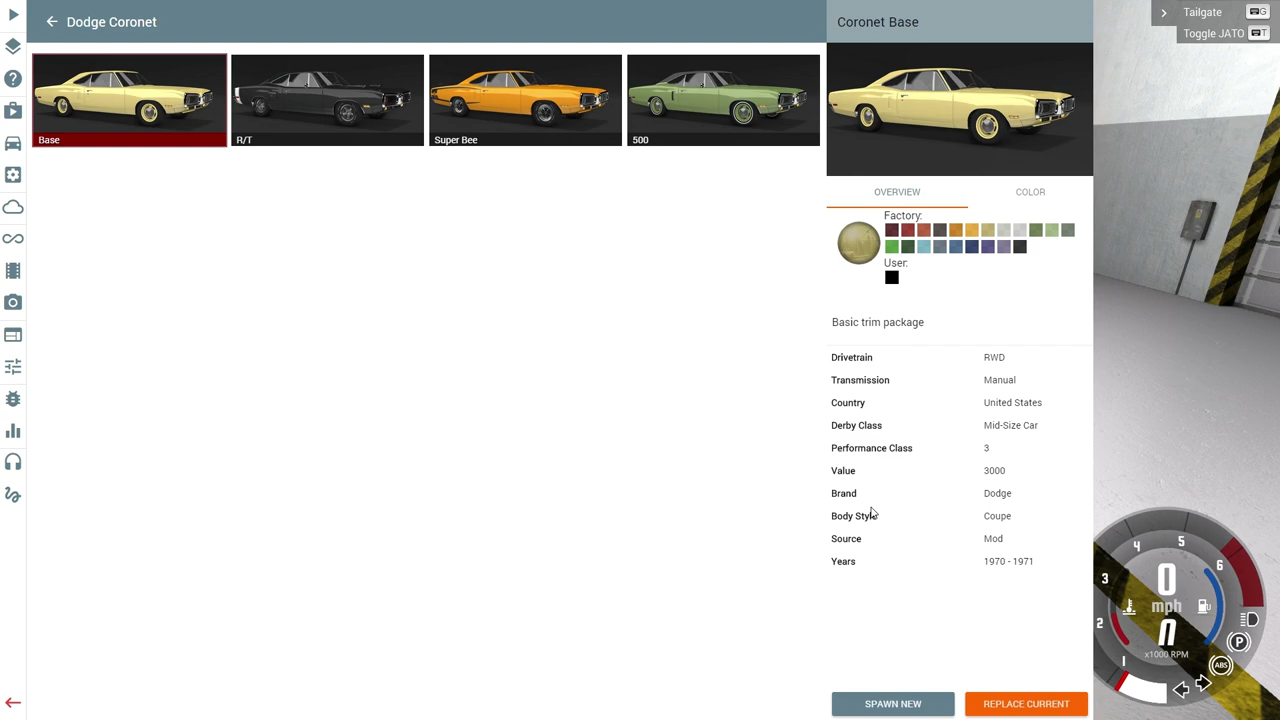 Dodge Coronet
Base
R/T
Super Bee
500
Coronet Base
OVERVIEW
COLOR
Factory:
User:
Basic trim package
Drivetrain RWD
Transmission Manual
Country United States
Derby Class Mid-Size Car
Performance Class 3
Value 3000
Brand Dodge
Body Style Coupe
Source Mod
Years 1970 - 1971
SPAWN NEW
REPLACE CURRENT
Tailgate G
Toggle JATO T
1
2
3
4
5
6
0
mph
n
x1000 RPM
P
ABS